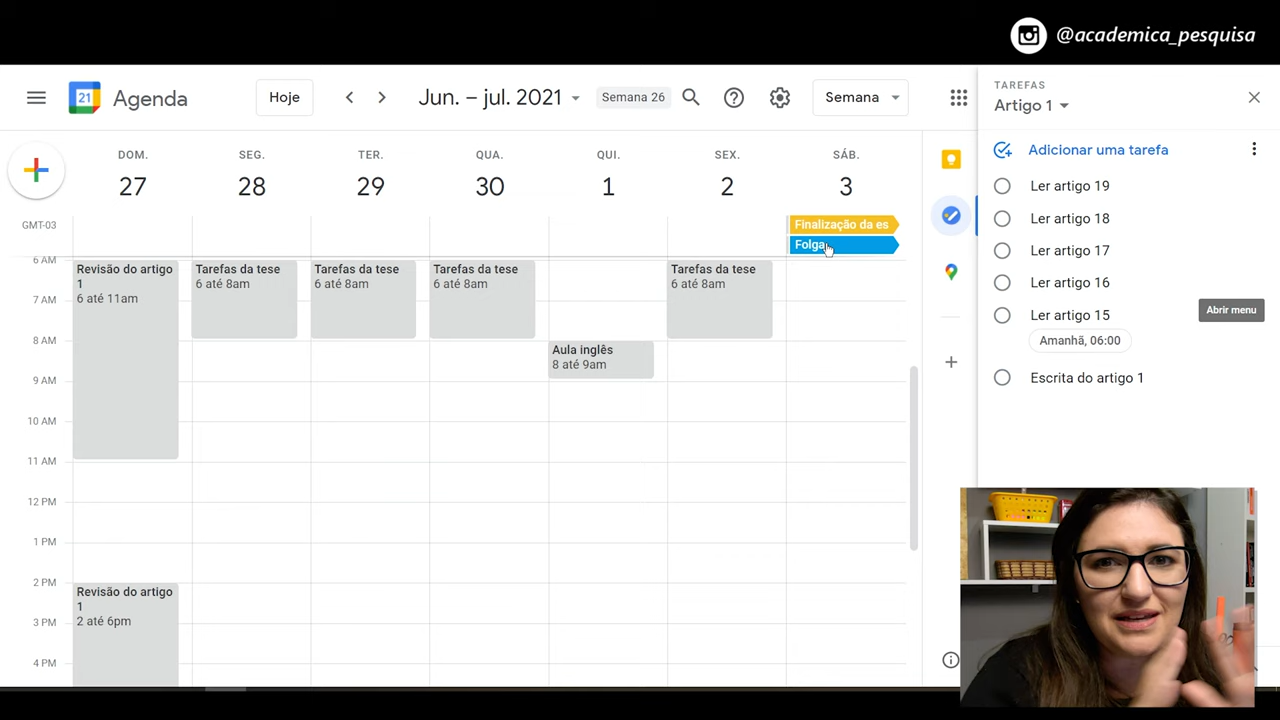 @academica_pesquisa
21
Agenda
Hoje
Jun. – jul. 2021
Semana 26
Semana
TAREFAS
Artigo 1
Adicionar uma tarefa
Ler artigo 19
Ler artigo 18
Ler artigo 17
Ler artigo 16
Ler artigo 15
Amanhã, 06:00
Escrita do artigo 1
Abrir menu
DOM. SEG. TER. QUA. QUI. SEX. SÁB.
27 28 29 30 1 2 3
GMT-03
Finalização da es
Folga
6 AM
7 AM
8 AM
9 AM
10 AM
11 AM
12 PM
1 PM
2 PM
3 PM
4 PM
Revisão do artigo
1
6 até 11am
Tarefas da tese
6 até 8am
Tarefas da tese
6 até 8am
Tarefas da tese
6 até 8am
Aula inglês
8 até 9am
Tarefas da tese
6 até 8am
Revisão do artigo
1
2 até 6pm